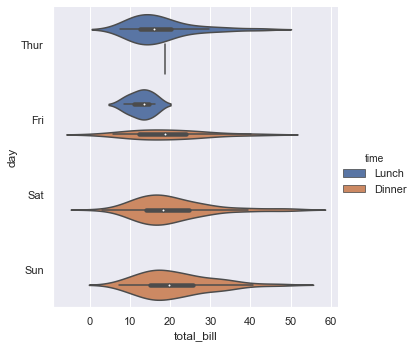 Thur
Fri
Sat
Sun
day
0 10 20 30 40 50 60
total_bill
time
Lunch
Dinner